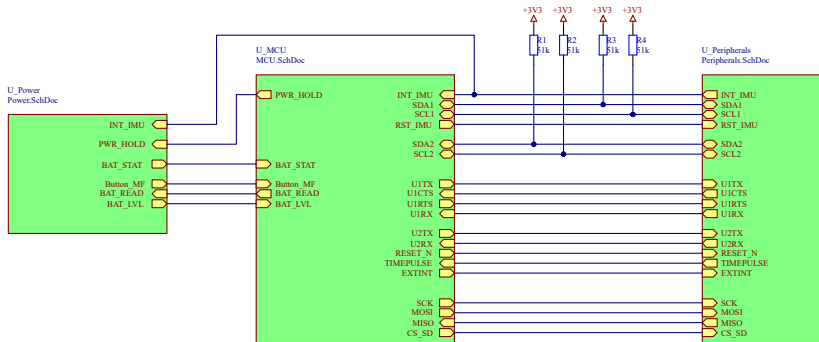 +3V3 +3V3 +3V3 +3V3
R1 R2 R3 R4
51k 51k 51k 51k
U_Power
Power.SchDoc
INT_IMU
PWR_HOLD
BAT_STAT
Button_MF
BAT_READ
BAT_LVL
U_MCU
MCU.SchDoc
PWR_HOLD
BAT_STAT
Button_MF
BAT_READ
BAT_LVL
INT_IMU
SDA1
SCL1
RST_IMU
SDA2
SCL2
U1TX
U1CTS
U1RTS
U1RX
U2TX
U2RX
RESET_N
TIMEPULSE
EXTINT
SCK
MOSI
MISO
CS_SD
U_Peripherals
Peripherals.SchDoc
INT_IMU
SDA1
SCL1
RST_IMU
SDA2
SCL2
U1TX
U1CTS
U1RTS
U1RX
U2TX
U2RX
RESET_N
TIMEPULSE
EXTINT
SCK
MOSI
MISO
CS_SD